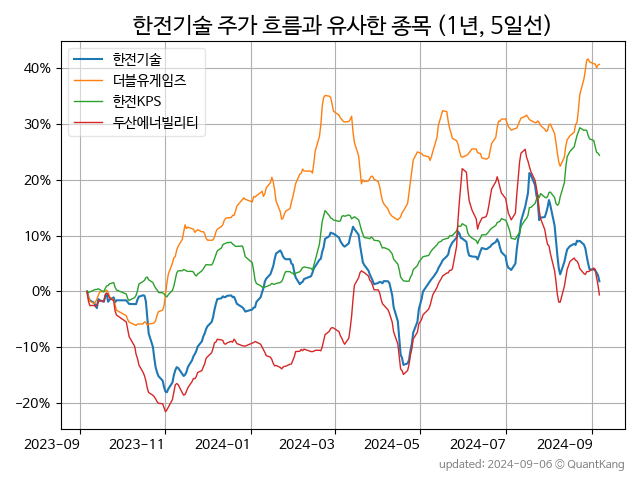 한전기술 주가 흐름과 유사한 종목 (1년, 5일선)
한전기술
더블유게임즈
한전KPS
두산에너빌리티
40%
30%
20%
10%
0%
−10%
−20%
2023-09
2023-11
2024-01
2024-03
2024-05
2024-07
2024-09
updated: 2024-09-06 © QuantKang